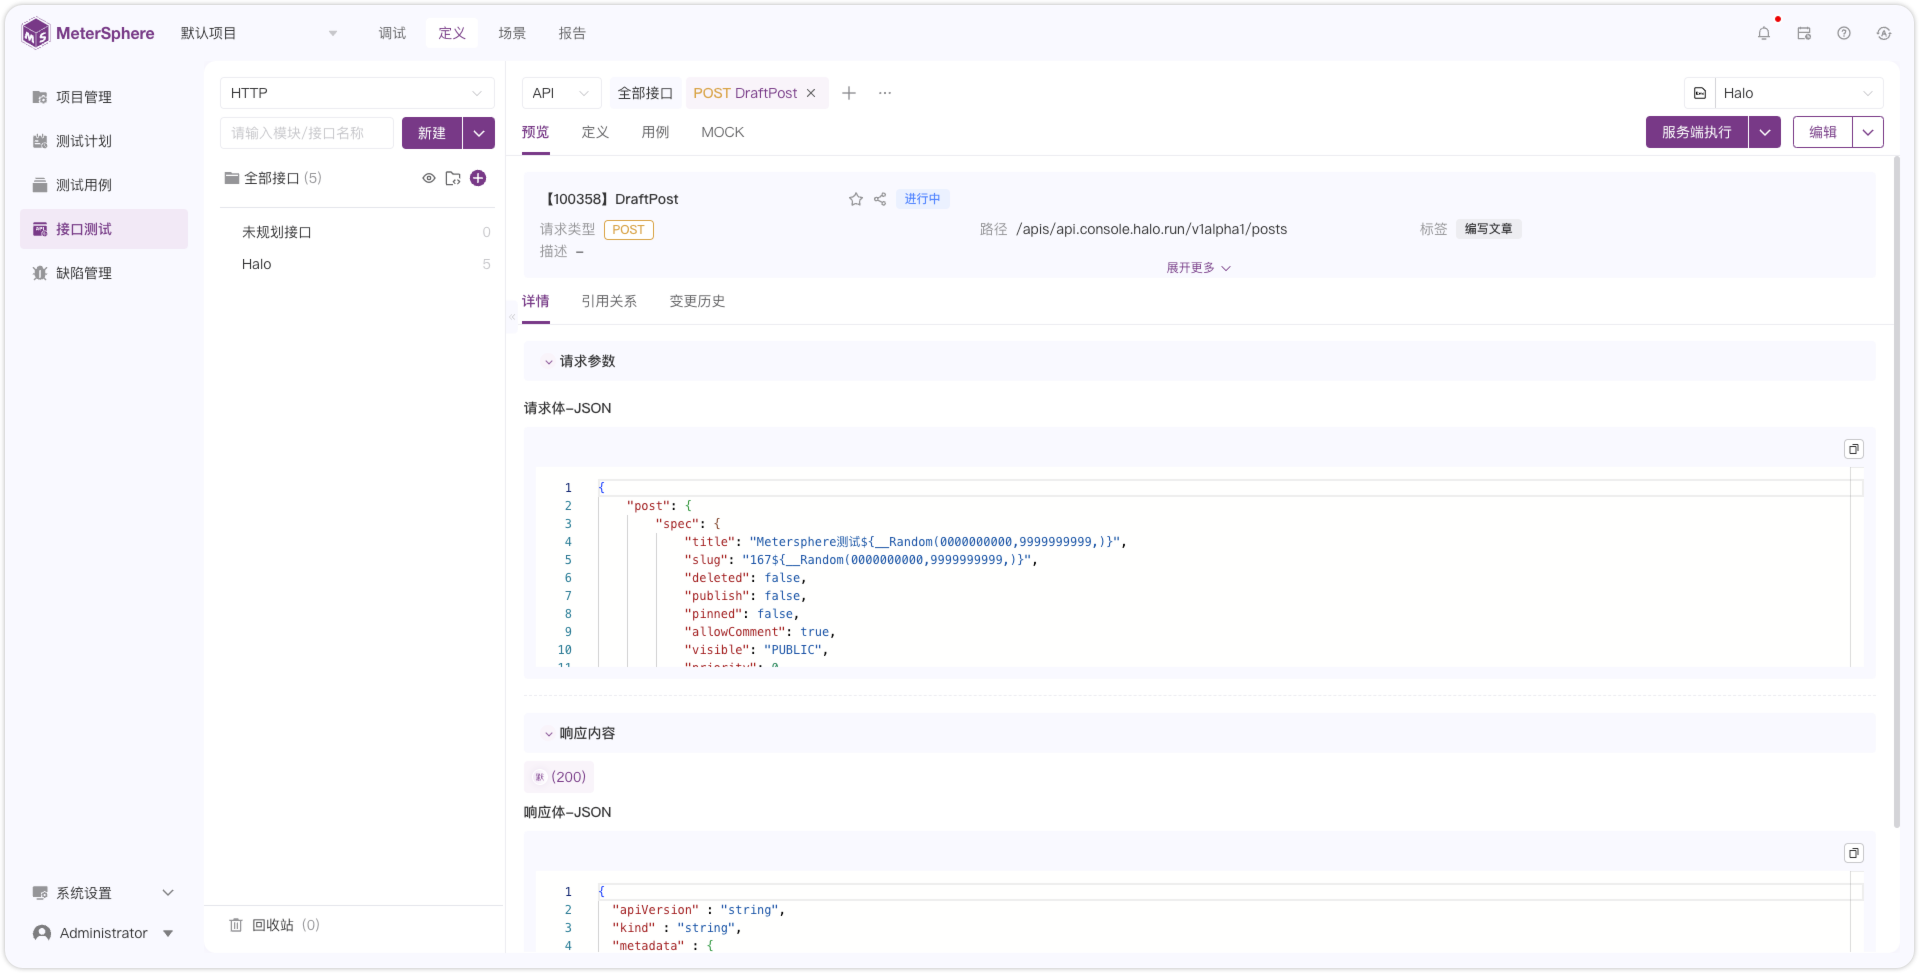 MeterSphere
默认项目
调试
定义
场景
报告
项目管理
测试计划
测试用例
接口测试
缺陷管理
系统设置
Administrator
HTTP
请输入模块/接口名称
新建
全部接口 (5)
未规划接口 0
Halo 5
回收站 (0)
API
全部接口
POST DraftPost
Halo
预览
定义
用例
MOCK
服务端执行
编辑
【100358】DraftPost
进行中
请求类型 POST
路径 /apis/api.console.halo.run/v1alpha1/posts
标签 编写文章
描述 –
展开更多
详情
引用关系
变更历史
请求参数
请求体–JSON
1 {
2 "post": {
3 "spec": {
4 "title": "Metersphere测试${__Random(0000000000,9999999999,)}",
5 "slug": "167${__Random(0000000000,9999999999,)}",
6 "deleted": false,
7 "publish": false,
8 "pinned": false,
9 "allowComment": true,
10 "visible": "PUBLIC",
11 "priority": 0
响应内容
默 (200)
响应体–JSON
1 {
2 "apiVersion" : "string",
3 "kind" : "string",
4 "metadata" : {